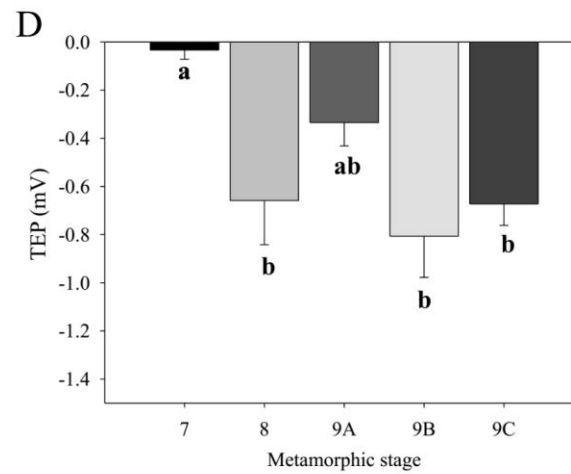 D
0.0
-0.2
-0.4
-0.6
-0.8
-1.0
-1.2
-1.4
TEP (mV)
a
b
ab
b
b
7 8 9A 9B 9C
Metamorphic stage